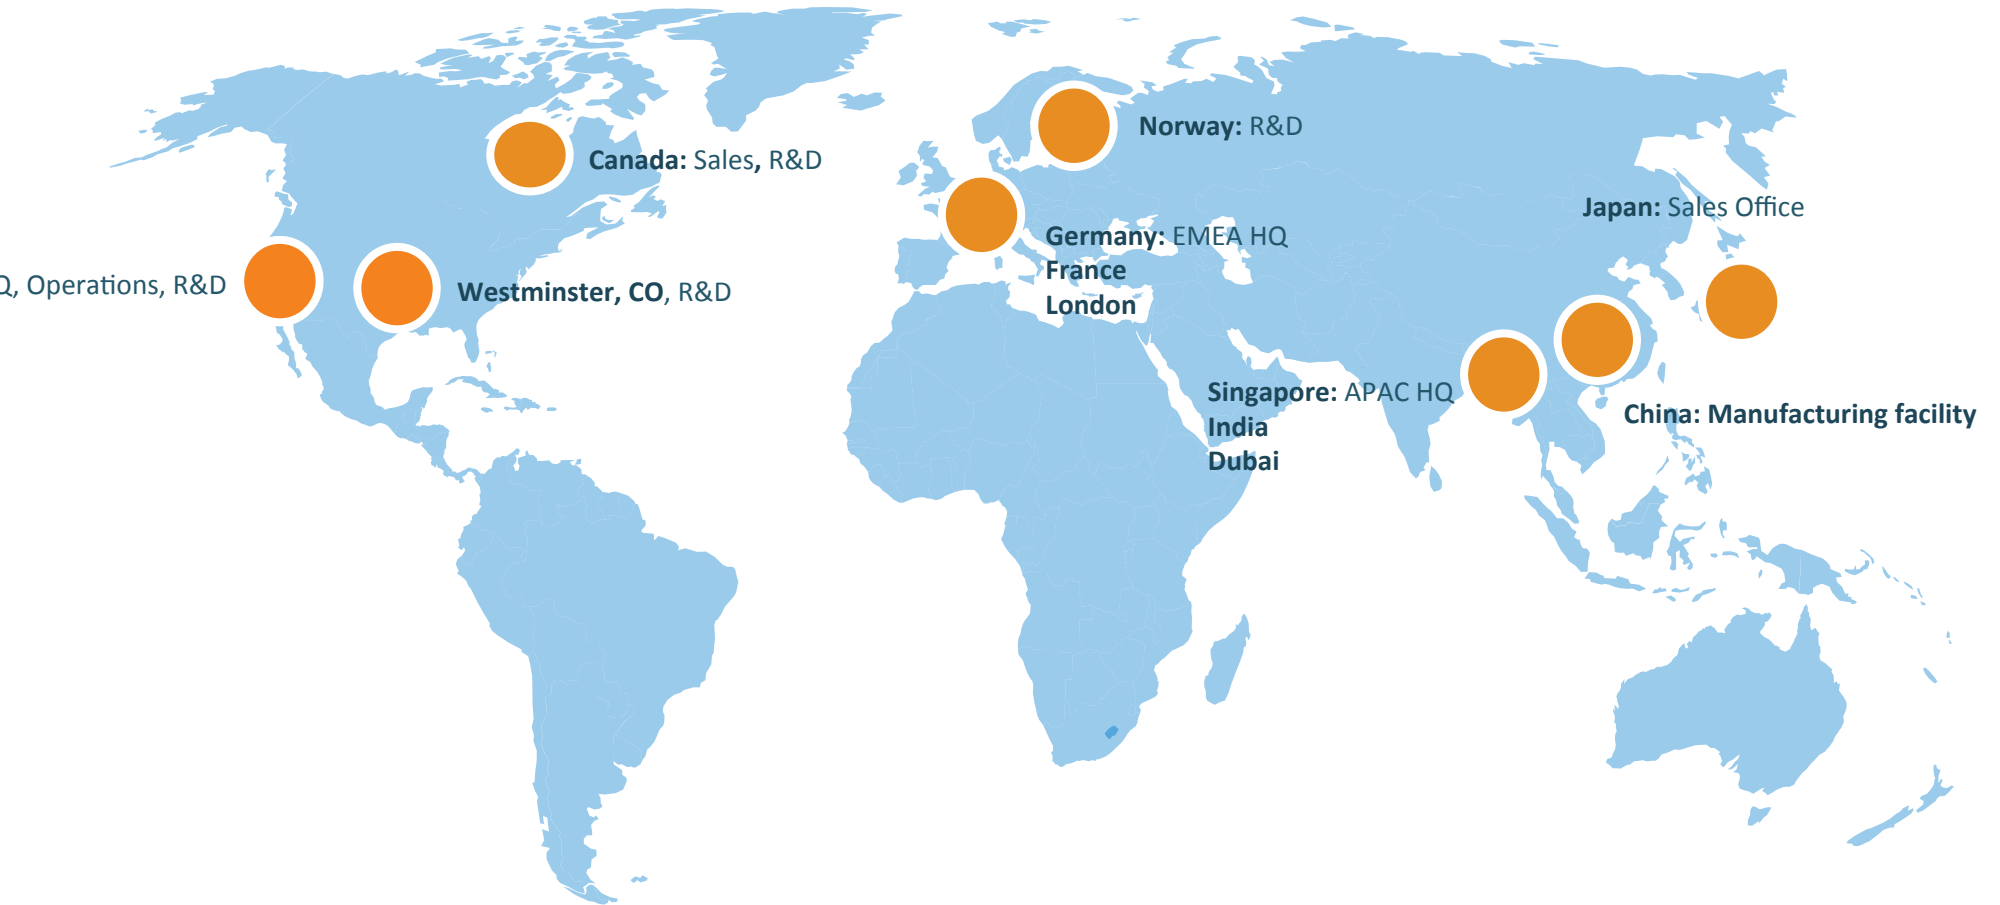 Norway: R&D
Canada: Sales, R&D
Japan: Sales Office
Germany: EMEA HQ
France
London
Q, Operations, R&D
Westminster, CO, R&D
Singapore: APAC HQ
India
Dubai
China: Manufacturing facility